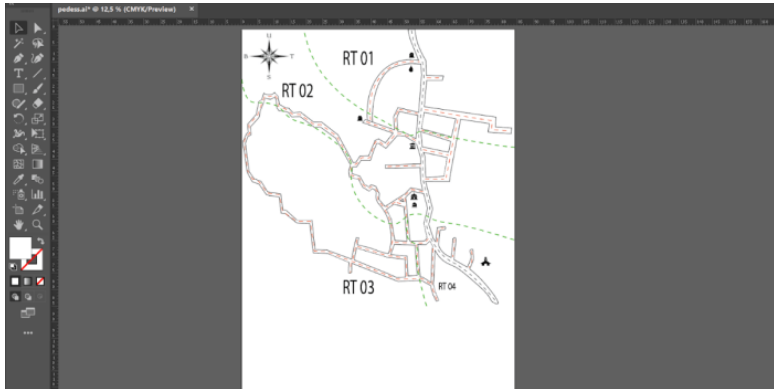 pedess.ai* @ 12,5 % (CMYK/Preview) ×
U
B T
S
RT 01
RT 02
RT 03
RT 04